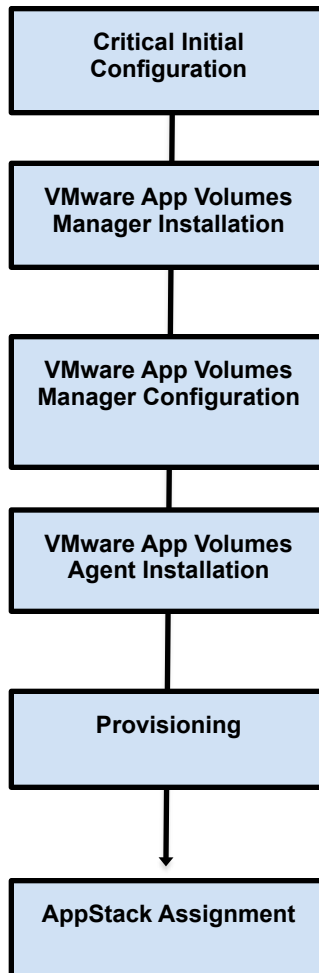 Critical Initial
Configuration
VMware App Volumes
Manager Installation
VMware App Volumes
Manager Configuration
VMware App Volumes
Agent Installation
Provisioning
AppStack Assignment